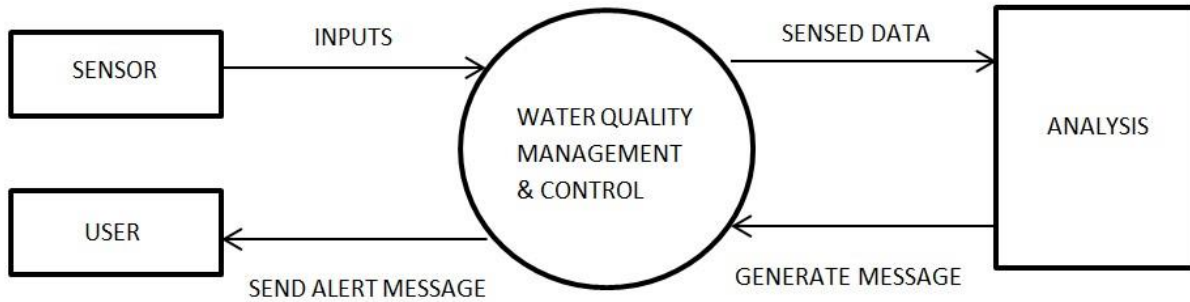 SENSOR
INPUTS
SENSED DATA
WATER QUALITY
MANAGEMENT
& CONTROL
ANALYSIS
USER
SEND ALERT MESSAGE
GENERATE MESSAGE